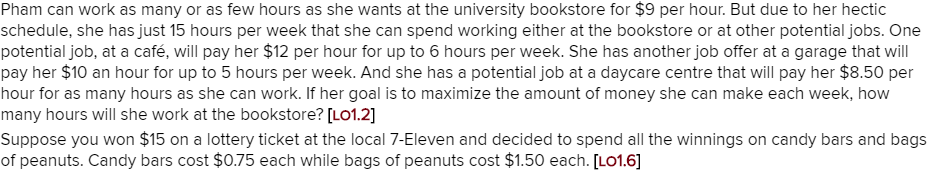 Pham can work as many or as few hours as she wants at the university bookstore for $9 per hour. But due to her hectic
schedule, she has just 15 hours per week that she can spend working either at the bookstore or at other potential jobs. One
potential job, at a café, will pay her $12 per hour for up to 6 hours per week. She has another job offer at a garage that will
pay her $10 an hour for up to 5 hours per week. And she has a potential job at a daycare centre that will pay her $8.50 per
hour for as many hours as she can work. If her goal is to maximize the amount of money she can make each week, how
many hours will she work at the bookstore? [LO1.2]
Suppose you won $15 on a lottery ticket at the local 7-Eleven and decided to spend all the winnings on candy bars and bags
of peanuts. Candy bars cost $0.75 each while bags of peanuts cost $1.50 each. [LO1.6]